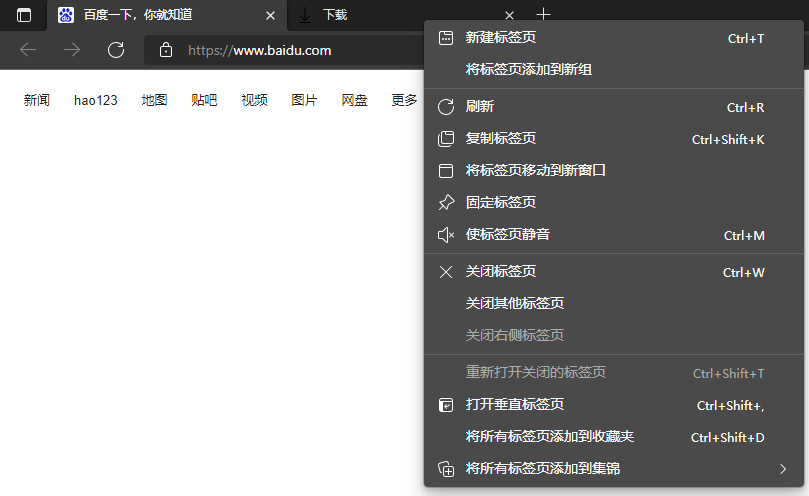 百度一下，你就知道
下载
https://www.baidu.com
新闻 hao123 地图 贴吧 视频 图片 网盘 更多
新建标签页 Ctrl+T
将标签页添加到新组
刷新 Ctrl+R
复制标签页 Ctrl+Shift+K
将标签页移动到新窗口
固定标签页
使标签页静音 Ctrl+M
关闭标签页 Ctrl+W
关闭其他标签页
关闭右侧标签页
重新打开关闭的标签页 Ctrl+Shift+T
打开垂直标签页 Ctrl+Shift+,
将所有标签页添加到收藏夹 Ctrl+Shift+D
将所有标签页添加到集锦